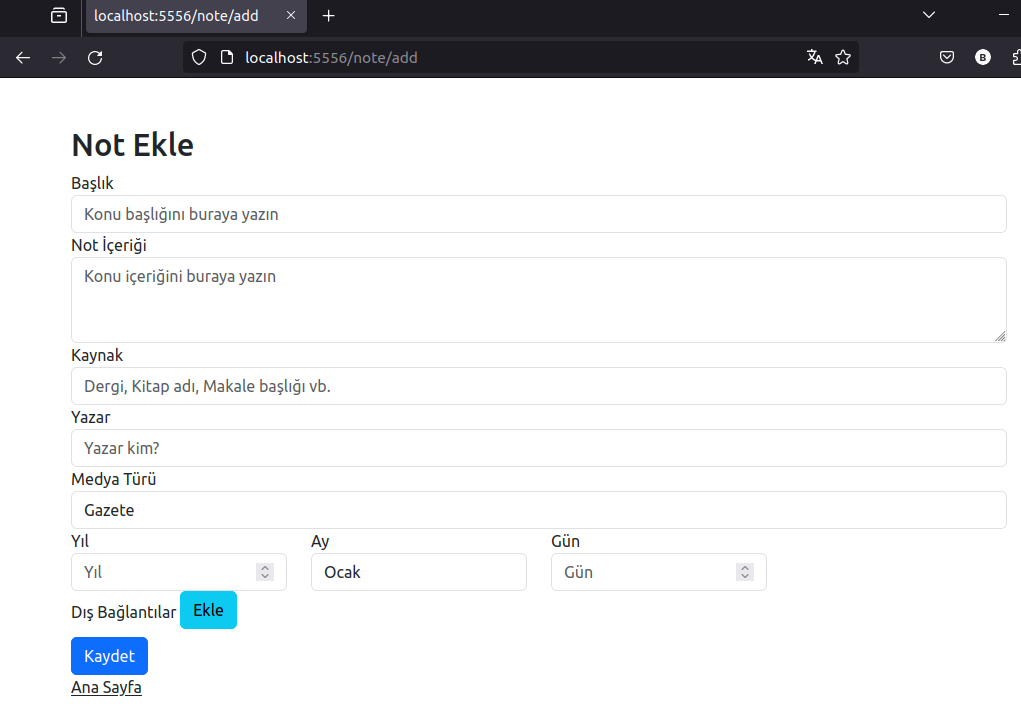 localhost:5556/note/add
localhost:5556/note/add
B
Not Ekle
Başlık
Konu başlığını buraya yazın
Not İçeriği
Konu içeriğini buraya yazın
Kaynak
Dergi, Kitap adı, Makale başlığı vb.
Yazar
Yazar kim?
Medya Türü
Gazete
Yıl Ay Gün
Yıl Ocak Gün
Dış Bağlantılar Ekle
Kaydet
Ana Sayfa